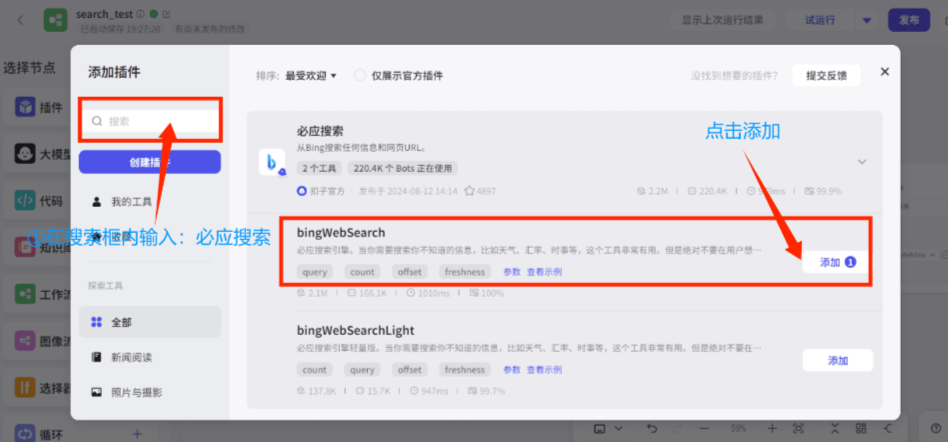 search_test
已自动保存 19:27:20 有尚未发布的修改
显示上次运行结果
试运行
发布
选择节点
插件
大模型
代码
知识库
工作流
图像流
选择器
循环
添加插件
搜索
创建插件
我的工具
收藏
①在搜索框内输入：必应搜索
探索工具
全部
新闻阅读
照片与摄影
排序: 最受欢迎
仅展示官方插件
没找到想要的插件?
提交反馈
点击添加
必应搜索
从Bing搜索任何信息和网页URL。
2 个工具 220.4K 个 Bots 正在使用
扣子官方 发布于 2024-08-12 14:14 4897
2.2M 220.4K 99.9%
bingWebSearch
必应搜索引擎。当你需要搜索你不知道的信息，比如天气、汇率、时事等，这个工具非常有用。但是绝对不要在用户想…
query count offset freshness 参数 查看示例
添加 1
2.1M 166.1K 1010ms 100%
bingWebSearchLight
必应搜索引擎轻量版。当你需要搜索你不知道的信息，比如天气、汇率、时事等，这个工具非常有用。但是绝对不要在…
count query offset freshness 参数 查看示例
添加
137.8K 15.7K 947ms 99.7%
59%